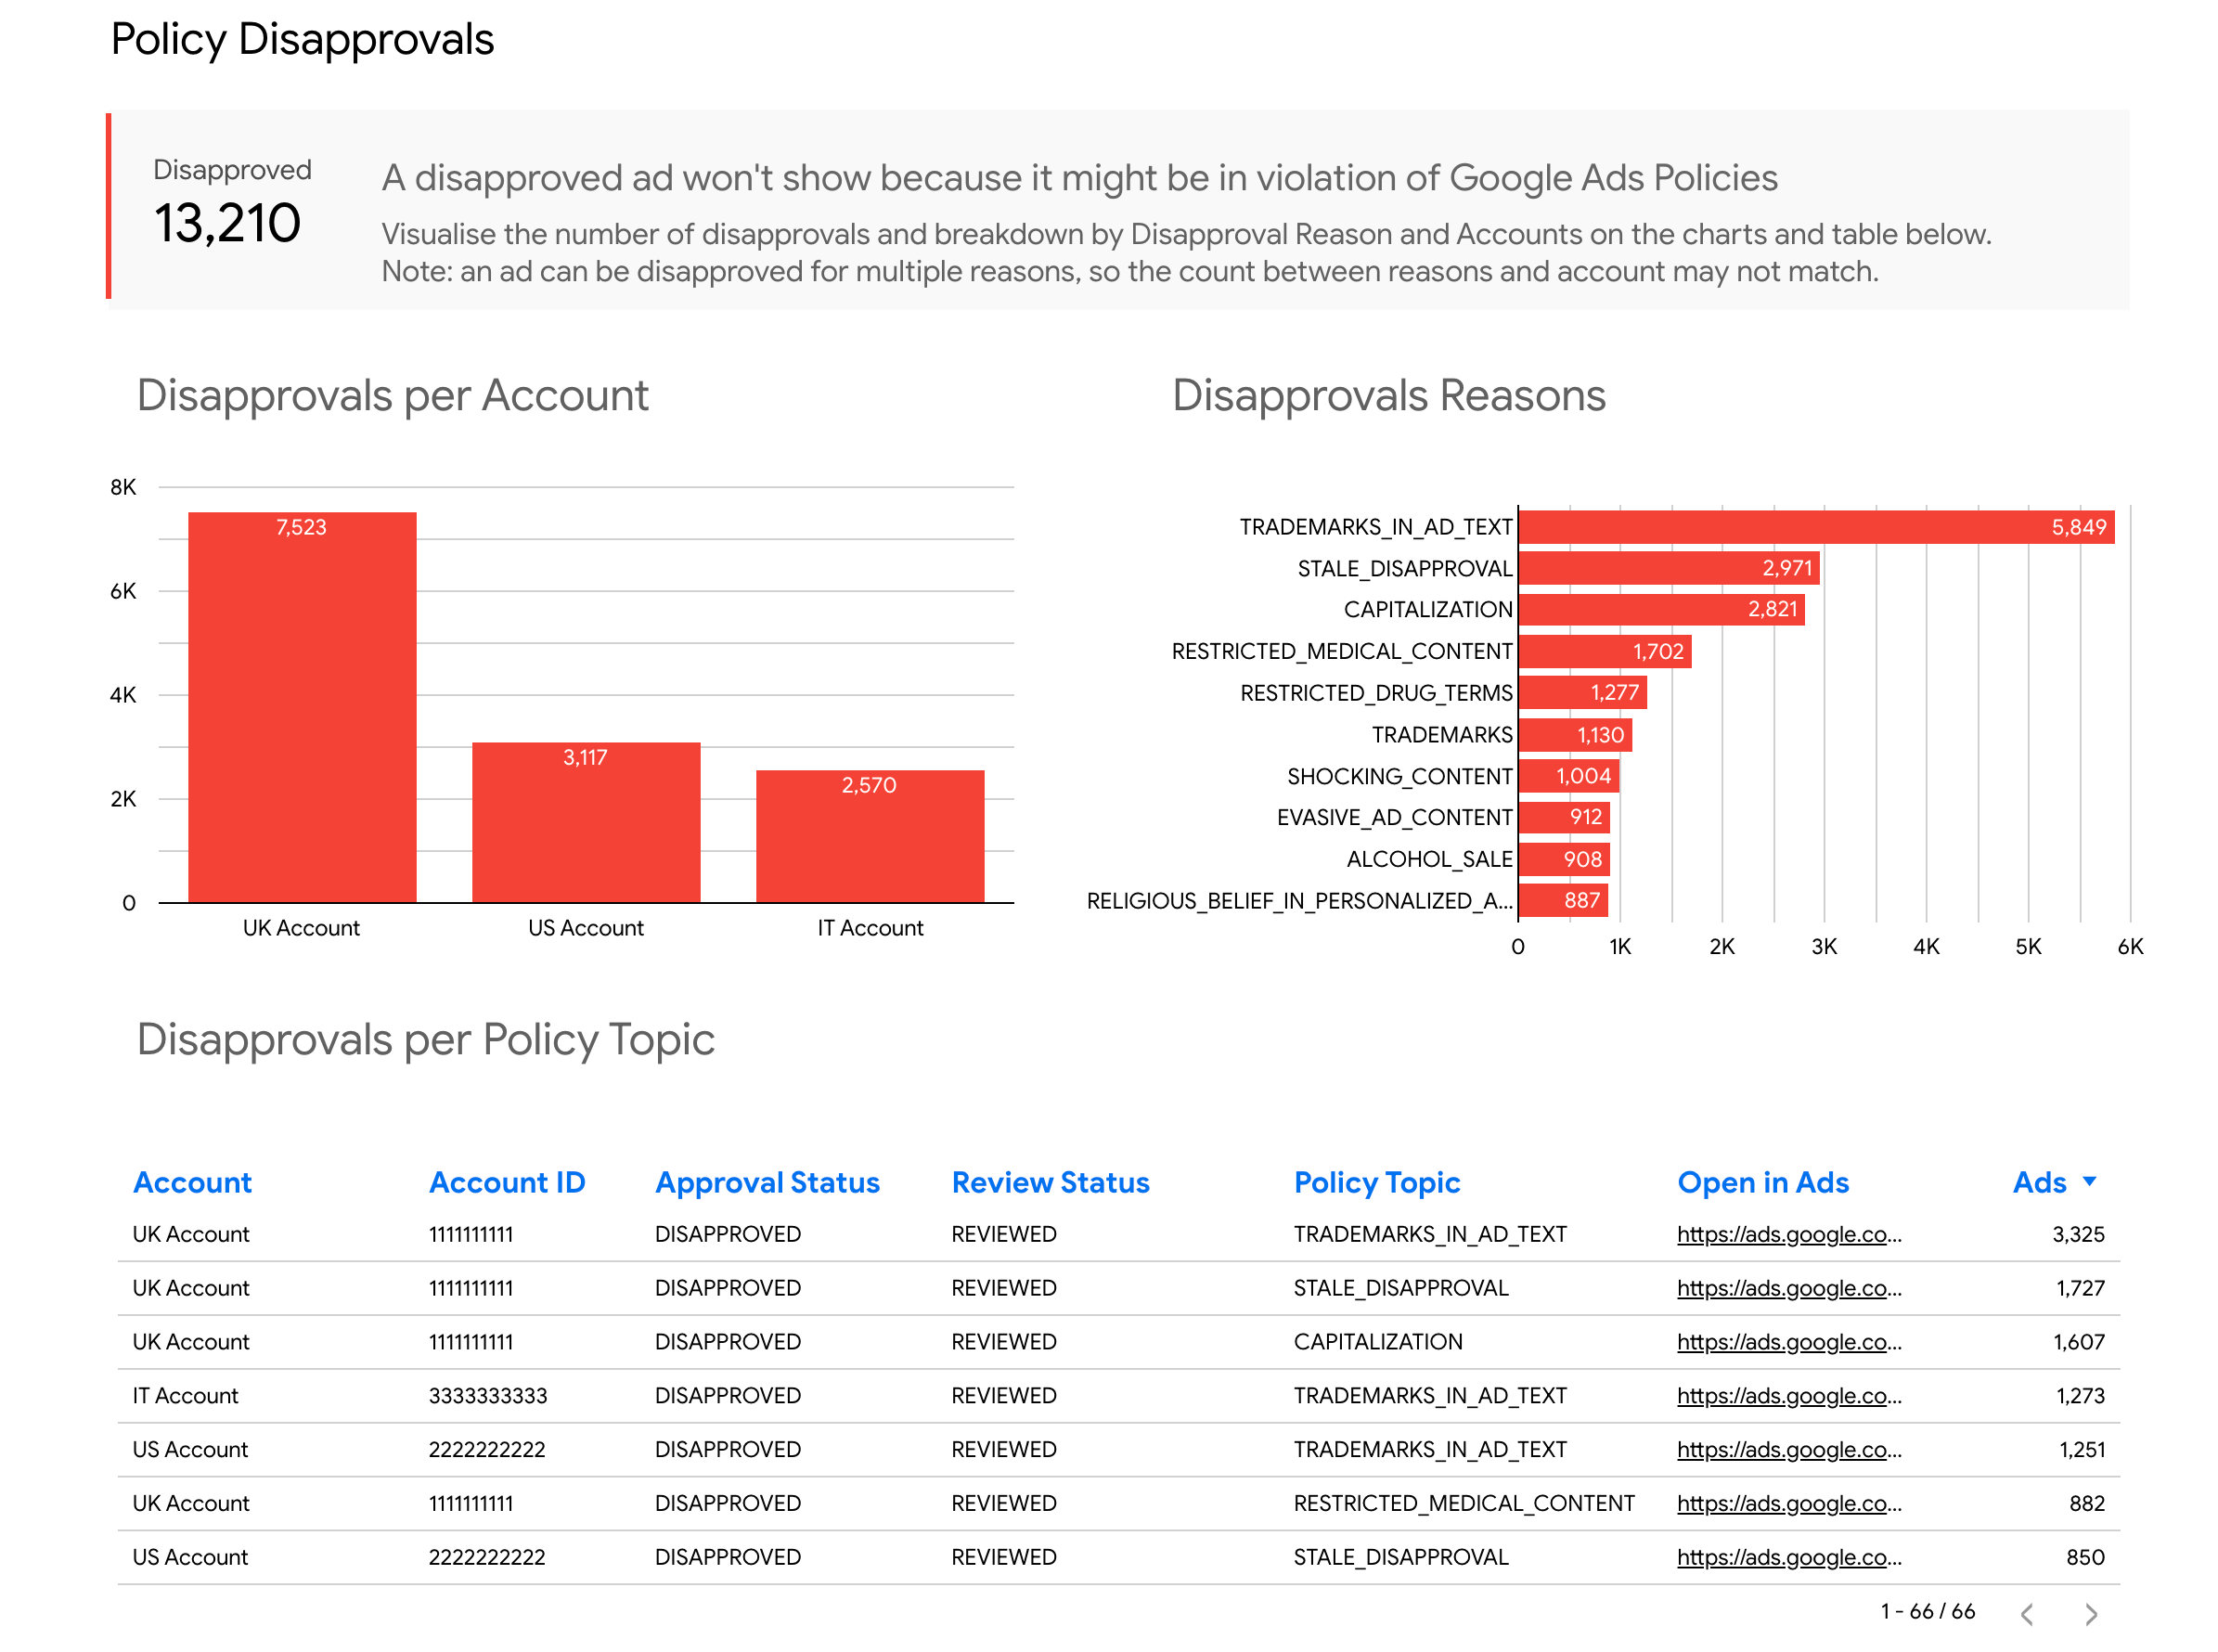 Policy Disapprovals
Disapproved
13,210
A disapproved ad won't show because it might be in violation of Google Ads Policies
Visualise the number of disapprovals and breakdown by Disapproval Reason and Accounts on the charts and table below.
Note: an ad can be disapproved for multiple reasons, so the count between reasons and account may not match.
Disapprovals per Account
8K
6K
4K
2K
0
7,523
3,117
2,570
UK Account
US Account
IT Account
Disapprovals Reasons
TRADEMARKS_IN_AD_TEXT 5,849
STALE_DISAPPROVAL 2,971
CAPITALIZATION 2,821
RESTRICTED_MEDICAL_CONTENT 1,702
RESTRICTED_DRUG_TERMS 1,277
TRADEMARKS 1,130
SHOCKING_CONTENT 1,004
EVASIVE_AD_CONTENT 912
ALCOHOL_SALE 908
RELIGIOUS_BELIEF_IN_PERSONALIZED_A... 887
0 1K 2K 3K 4K 5K 6K
Disapprovals per Policy Topic
Account Account ID Approval Status Review Status Policy Topic Open in Ads Ads
UK Account 1111111111 DISAPPROVED REVIEWED TRADEMARKS_IN_AD_TEXT https://ads.google.co... 3,325
UK Account 1111111111 DISAPPROVED REVIEWED STALE_DISAPPROVAL https://ads.google.co... 1,727
UK Account 1111111111 DISAPPROVED REVIEWED CAPITALIZATION https://ads.google.co... 1,607
IT Account 3333333333 DISAPPROVED REVIEWED TRADEMARKS_IN_AD_TEXT https://ads.google.co... 1,273
US Account 2222222222 DISAPPROVED REVIEWED TRADEMARKS_IN_AD_TEXT https://ads.google.co... 1,251
UK Account 1111111111 DISAPPROVED REVIEWED RESTRICTED_MEDICAL_CONTENT https://ads.google.co... 882
US Account 2222222222 DISAPPROVED REVIEWED STALE_DISAPPROVAL https://ads.google.co... 850
1 - 66 / 66